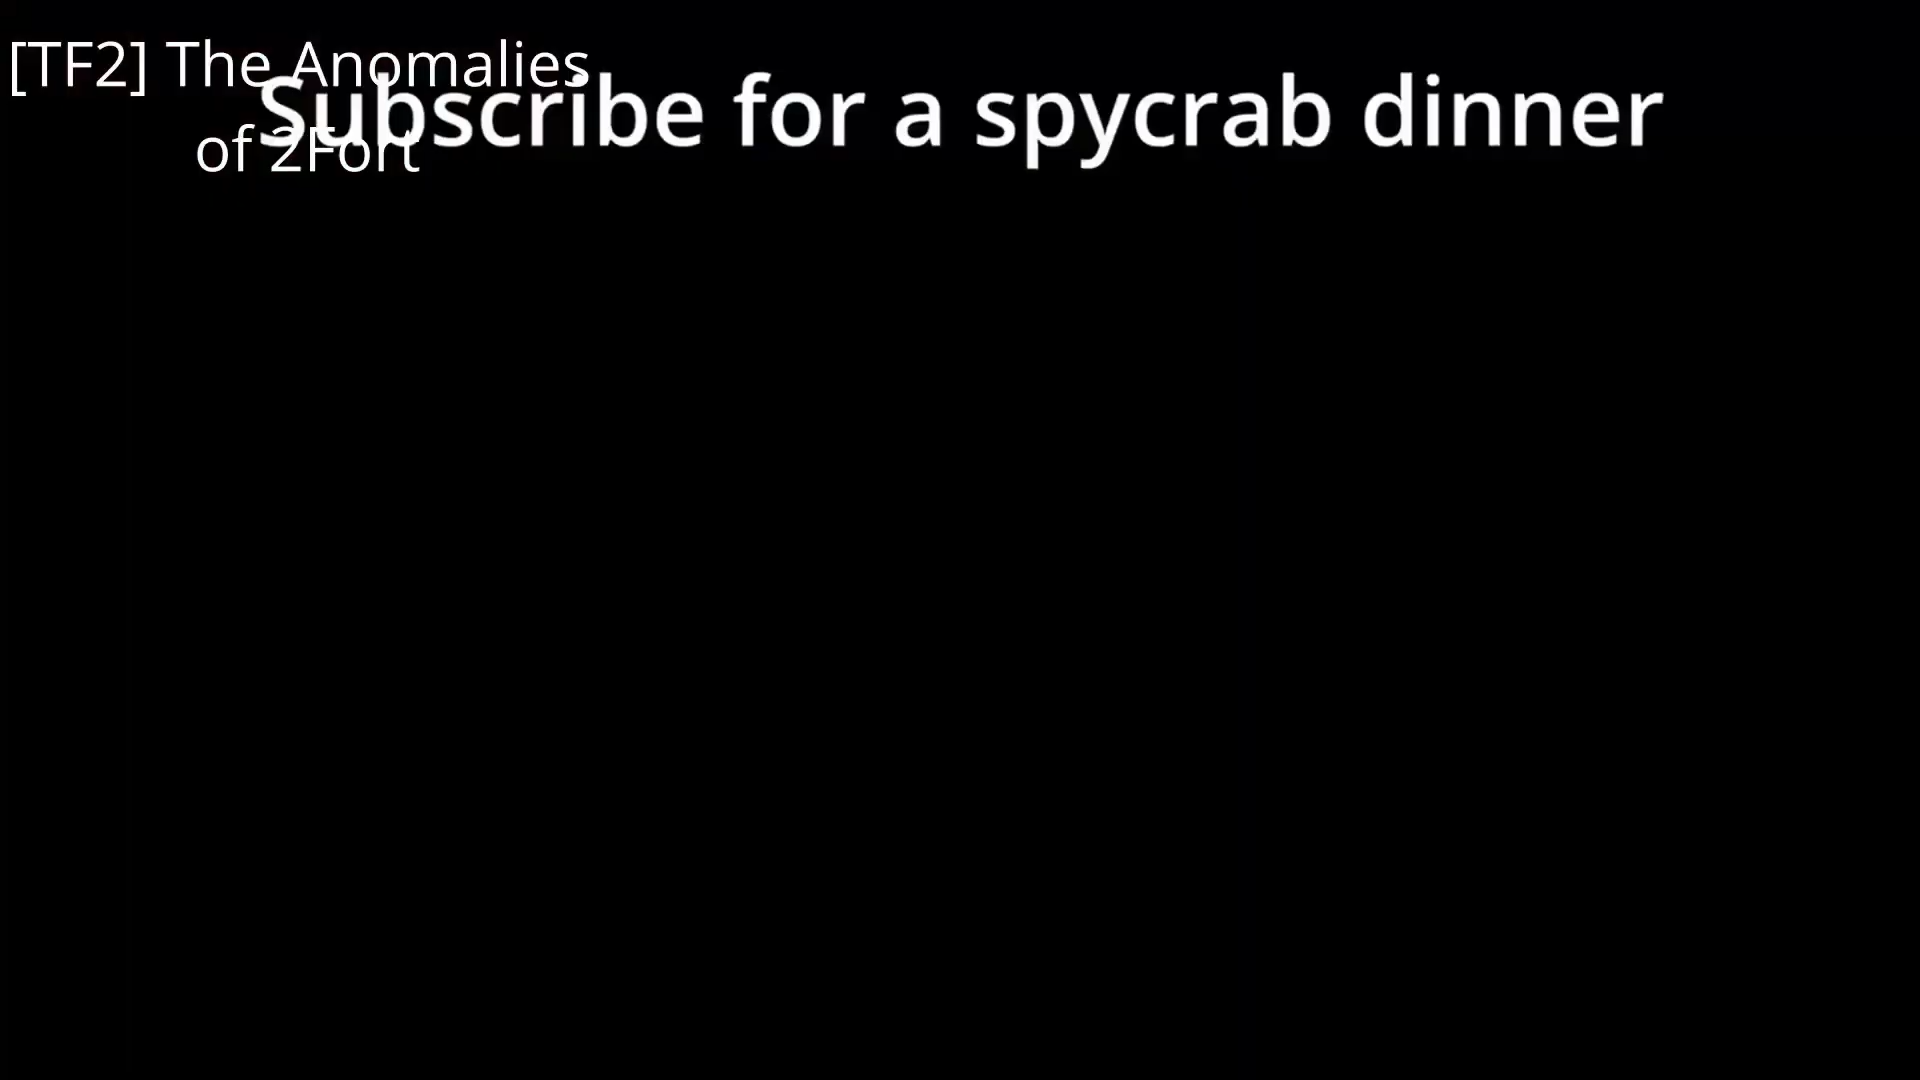 [TF2] The Anomalies
of 2Fort
Subscribe for a spycrab dinner